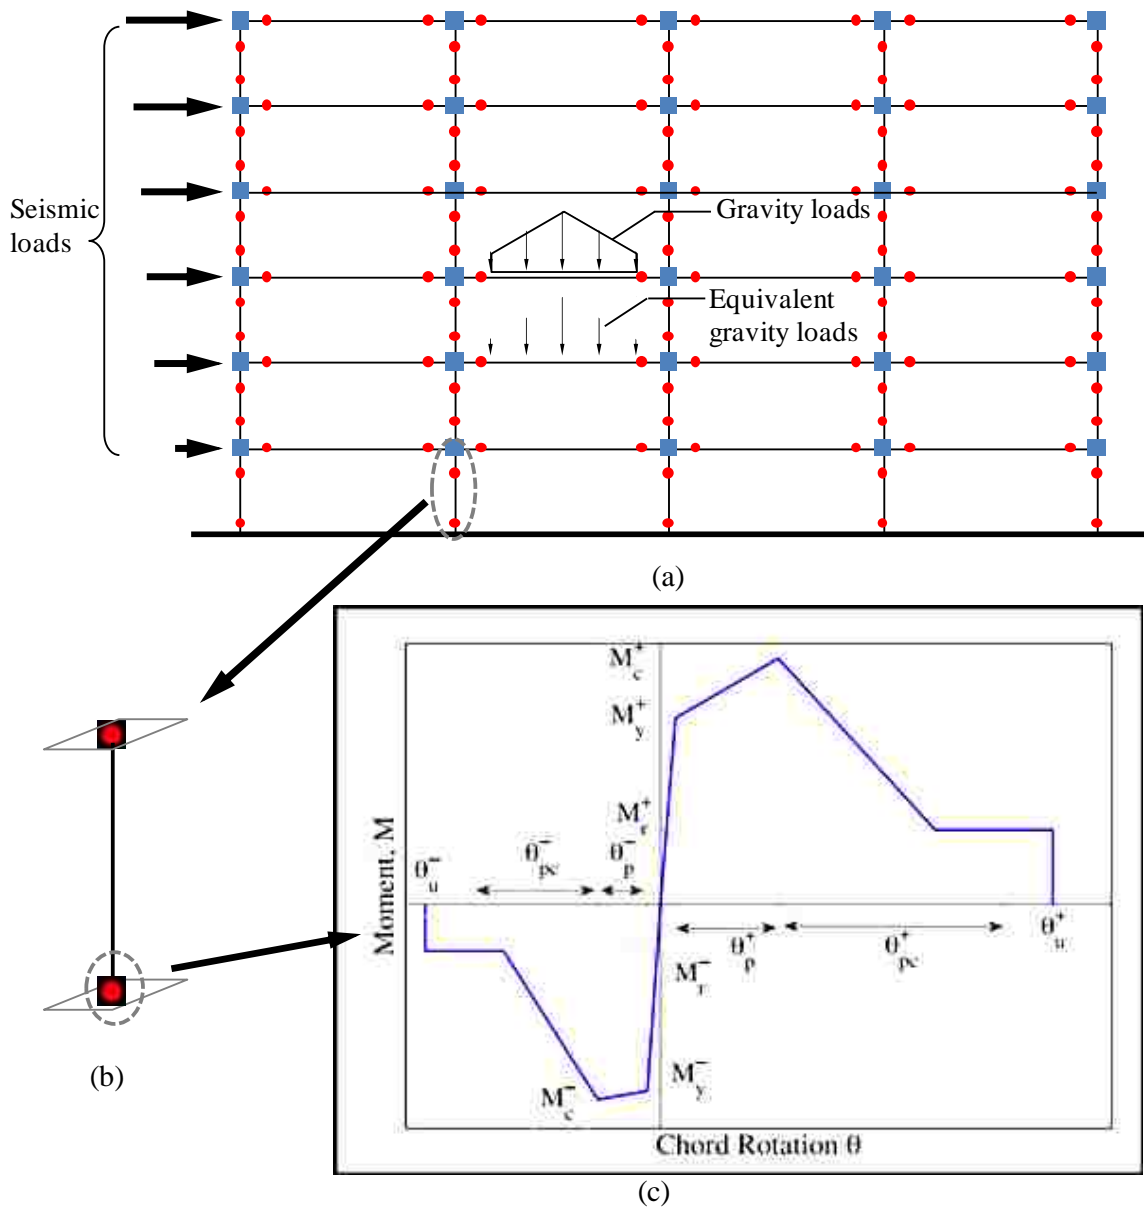 Seismic
loads
Gravity loads
Equivalent
gravity loads
(a)
(b)
M_c^+
M_y^+
M_r^+
θ_u^-
θ_pc^-
θ_p^-
Moment, M
θ_p^+
θ_pc^+
θ_u^+
M_r^-
M_y^-
M_c^-
Chord Rotation θ
(c)